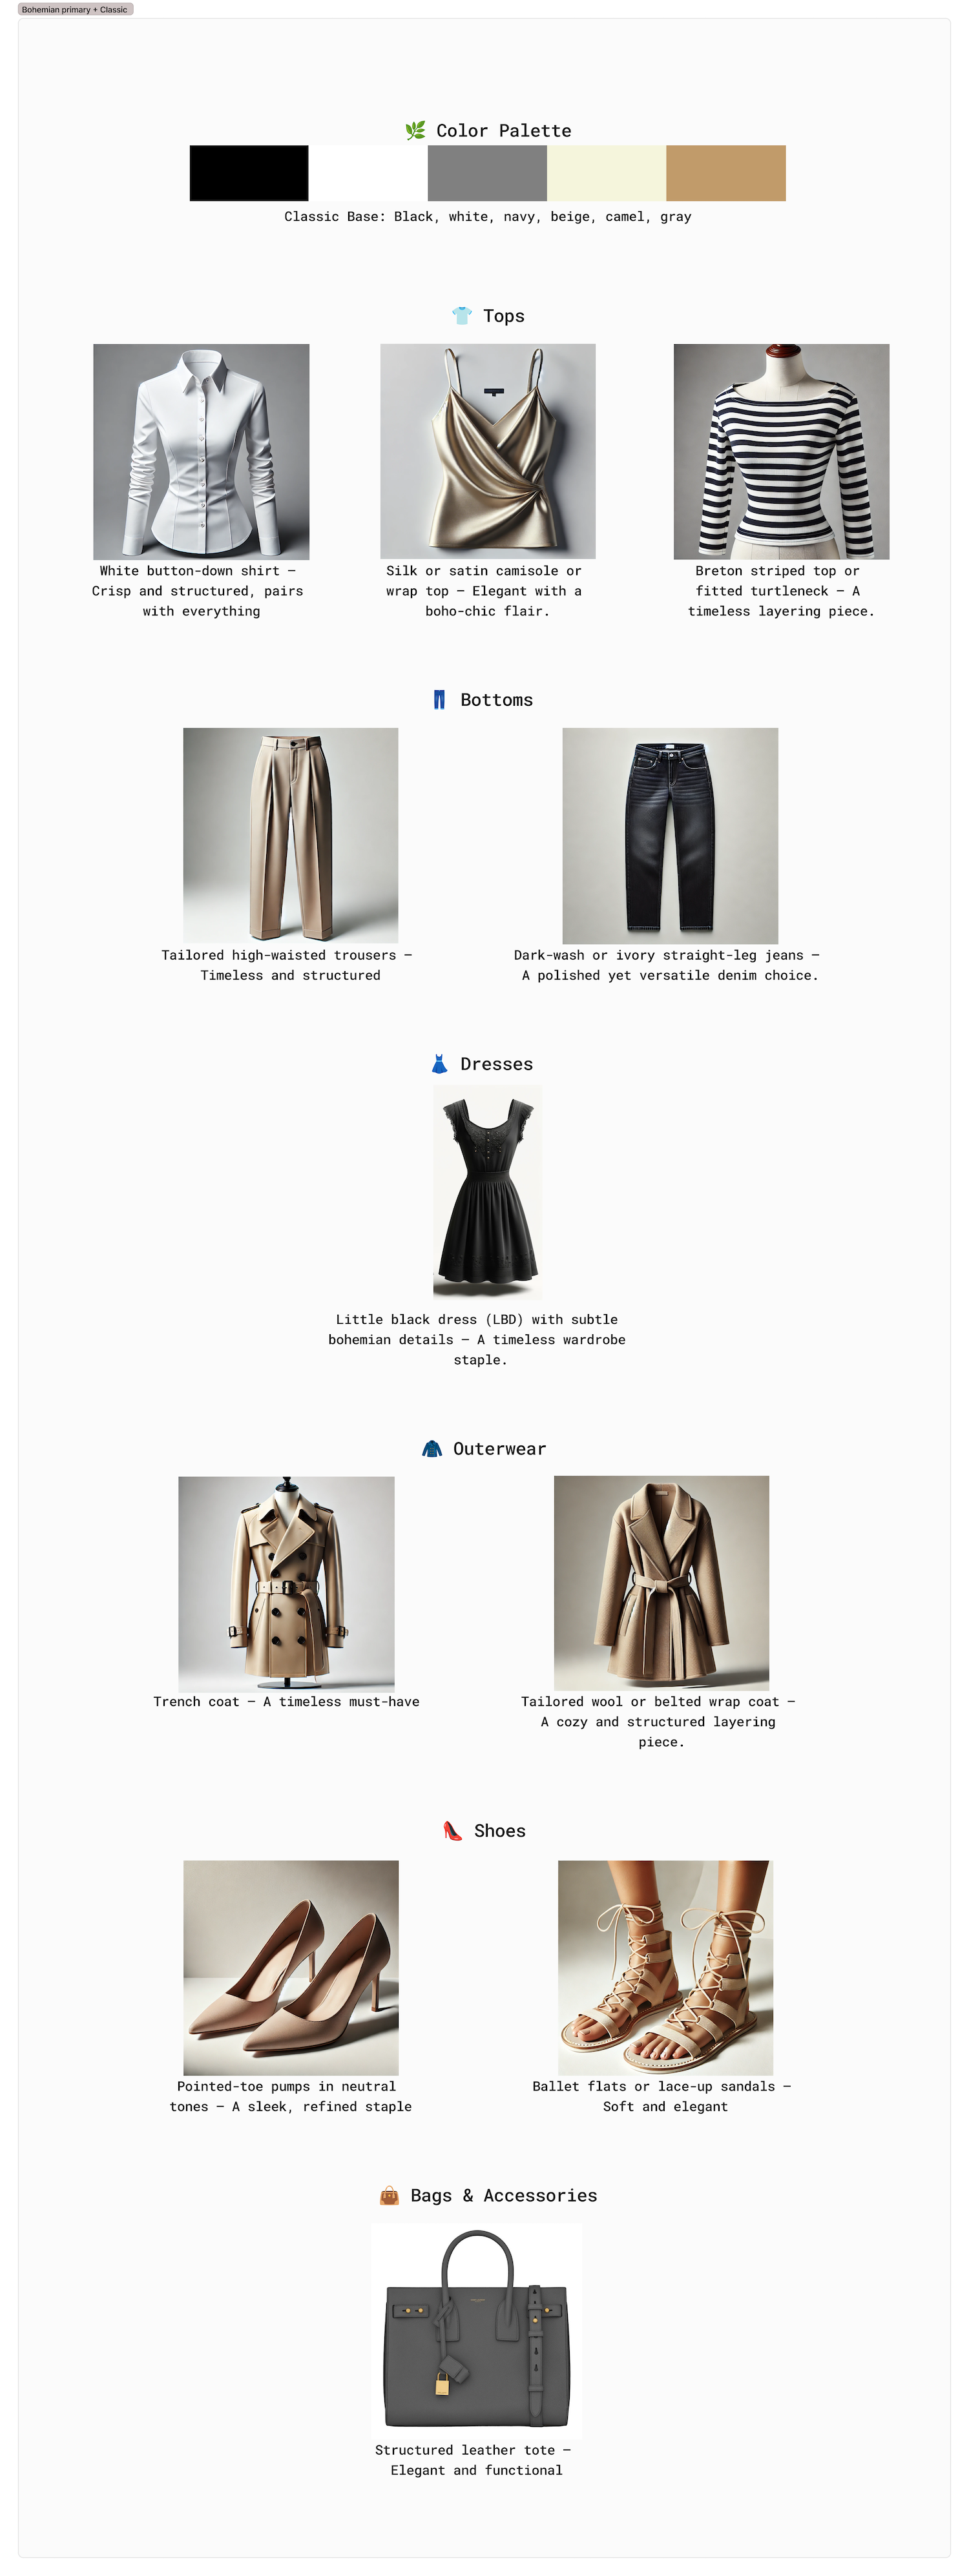 Bohemian primary + Classic
🌿 Color Palette
Classic Base: Black, white, navy, beige, camel, gray
👕 Tops
White button-down shirt –
Crisp and structured, pairs
with everything
Silk or satin camisole or
wrap top – Elegant with a
boho-chic flair.
Breton striped top or
fitted turtleneck – A
timeless layering piece.
👖 Bottoms
Tailored high-waisted trousers –
Timeless and structured
Dark-wash or ivory straight-leg jeans –
A polished yet versatile denim choice.
👗 Dresses
Little black dress (LBD) with subtle
bohemian details – A timeless wardrobe
staple.
🧥 Outerwear
Trench coat – A timeless must-have
Tailored wool or belted wrap coat –
A cozy and structured layering
piece.
👠 Shoes
Pointed-toe pumps in neutral
tones – A sleek, refined staple
Ballet flats or lace-up sandals –
Soft and elegant
👜 Bags & Accessories
Structured leather tote –
Elegant and functional